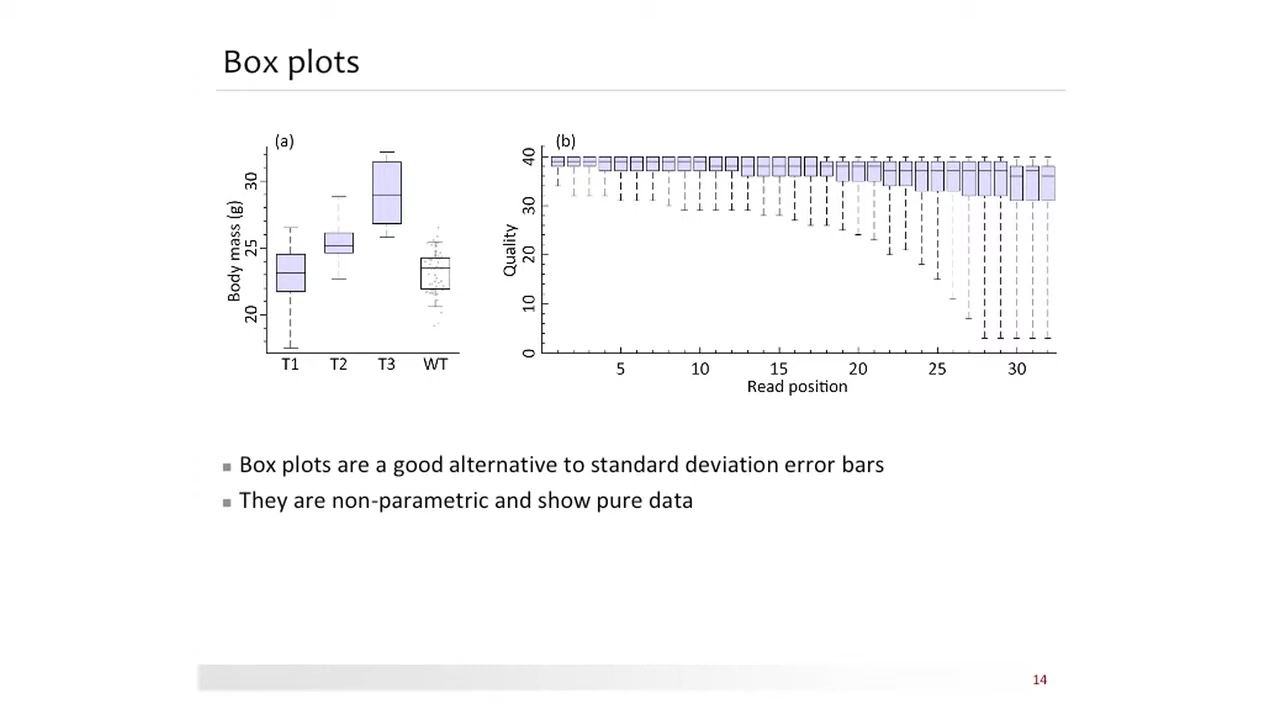 Box plots
(a)
Body mass (g)
30
25
20
T1 T2 T3 WT
(b)
Quality
40
30
20
10
0
5 10 15 20 25 30
Read position
Box plots are a good alternative to standard deviation error bars
They are non-parametric and show pure data
14